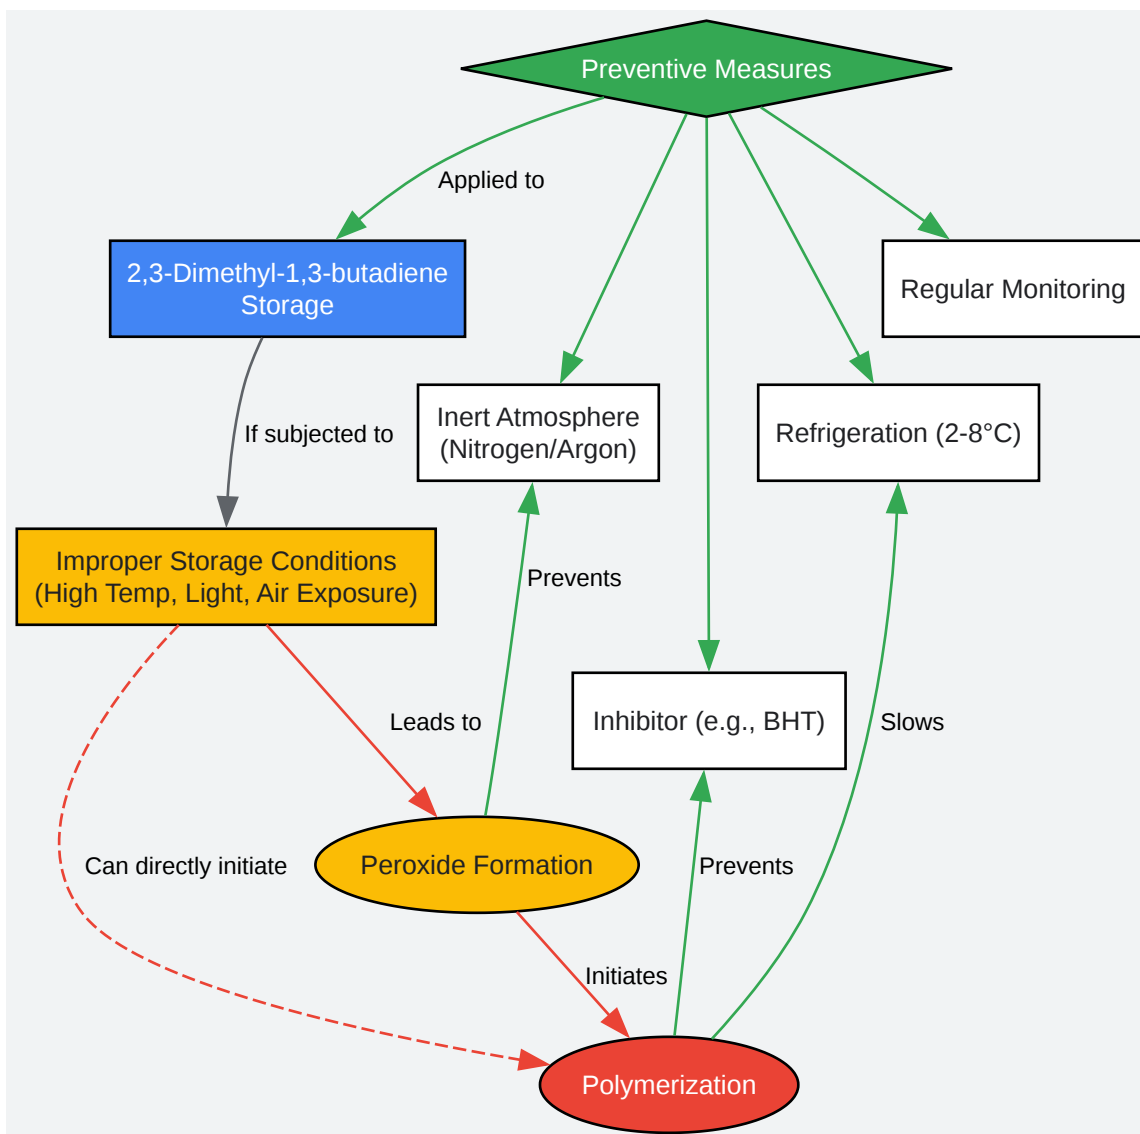 Preventive Measures
Applied to
2,3-Dimethyl-1,3-butadiene
Storage
Regular Monitoring
If subjected to
Inert Atmosphere
(Nitrogen/Argon)
Refrigeration (2-8°C)
Improper Storage Conditions
(High Temp, Light, Air Exposure)
Prevents
Leads to
Inhibitor (e.g., BHT)
Slows
Can directly initiate
Peroxide Formation
Prevents
Initiates
Polymerization